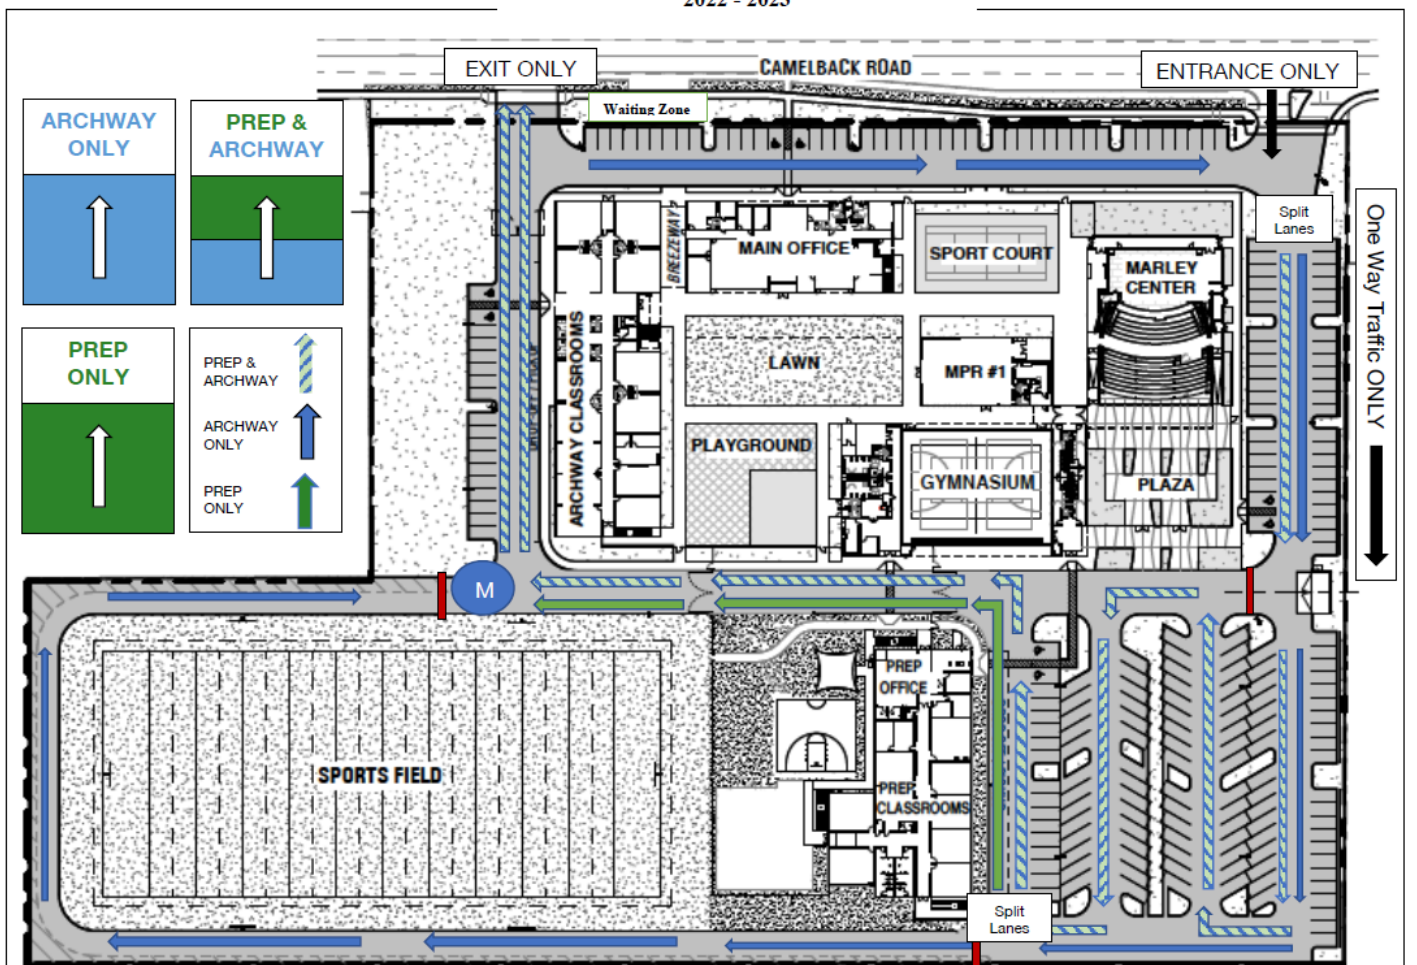 2022 - 2023
EXIT ONLY
CAMELBACK ROAD
ENTRANCE ONLY
Waiting Zone
ARCHWAY
ONLY
PREP &
ARCHWAY
PREP
ONLY
PREP &
ARCHWAY
ARCHWAY
ONLY
PREP
ONLY
Split
Lanes
One Way Traffic ONLY
BREEZEWAY
MAIN OFFICE
SPORT COURT
MARLEY
CENTER
ARCHWAY CLASSROOMS
LAWN
MPR #1
PLAYGROUND
GYMNASIUM
PLAZA
M
PREP
OFFICE
SPORTS FIELD
PREP
CLASSROOMS
Split
Lanes